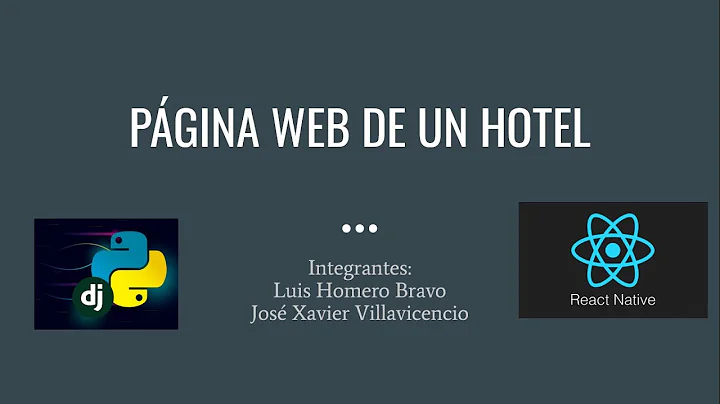 PÁGINA WEB DE UN HOTEL
Integrantes:
Luis Homero Bravo
José Xavier Villavicencio
dj
React Native